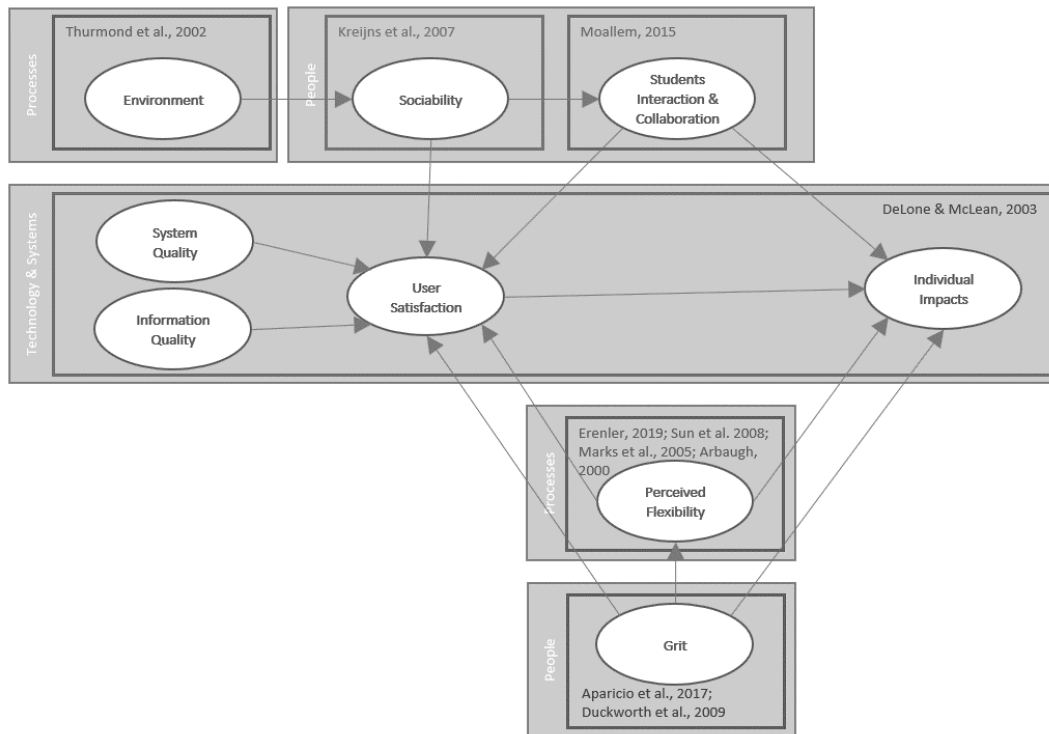 Processes
Thurmond et al., 2002
Environment
People
Kreijns et al., 2007
Sociability
Moallem, 2015
Students
Interaction &
Collaboration
Technology & Systems
DeLone & McLean, 2003
System
Quality
Information
Quality
User
Satisfaction
Individual
Impacts
Processes
Erenler, 2019; Sun et al. 2008;
Marks et al., 2005; Arbaugh,
2000
Perceived
Flexibility
People
Grit
Aparicio et al., 2017;
Duckworth et al., 2009